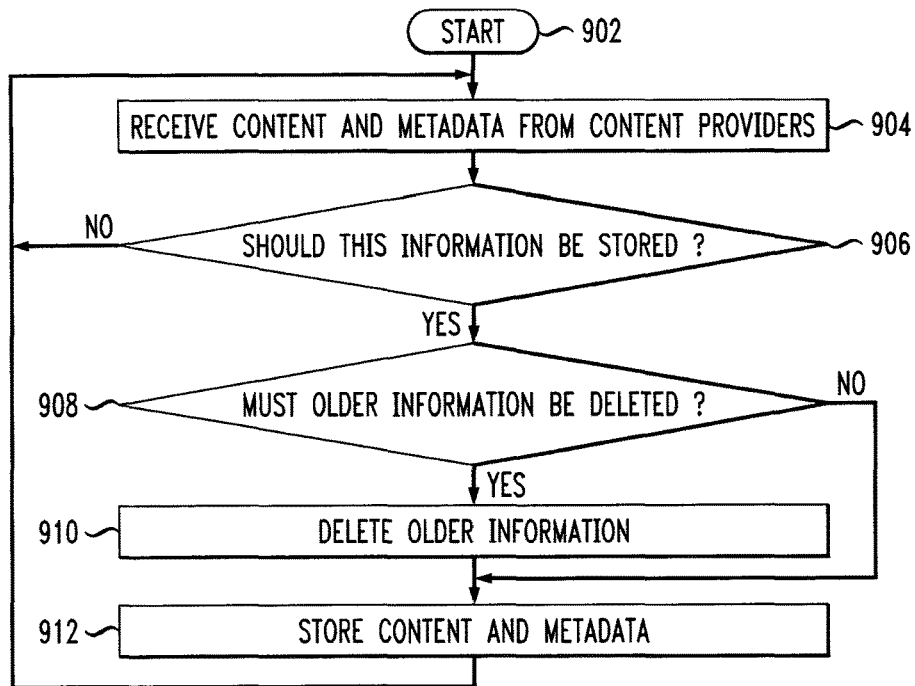 START 902
RECEIVE CONTENT AND METADATA FROM CONTENT PROVIDERS 904
NO
SHOULD THIS INFORMATION BE STORED ? 906
YES
908 MUST OLDER INFORMATION BE DELETED ?
NO
YES
910 DELETE OLDER INFORMATION
912 STORE CONTENT AND METADATA